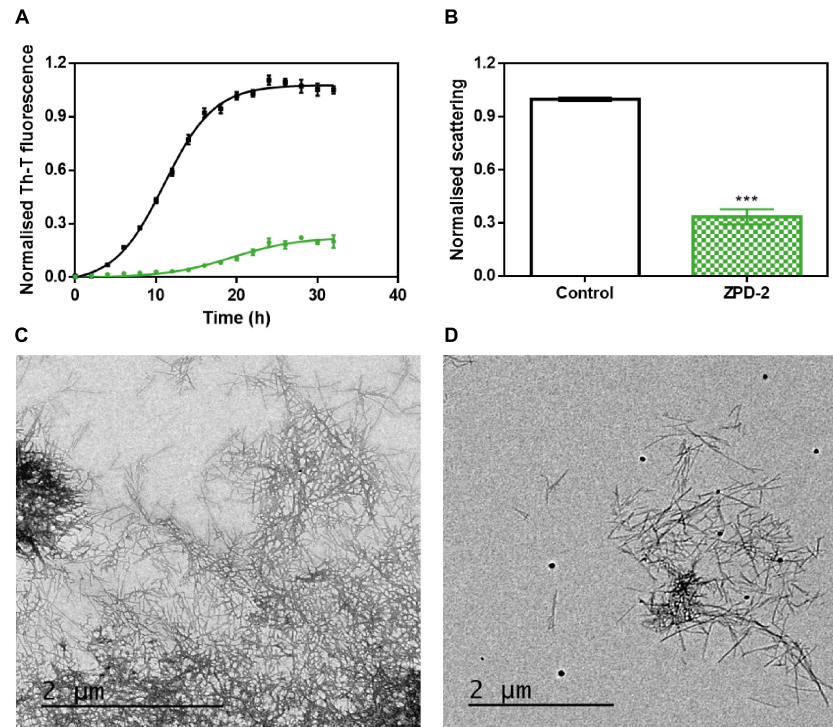 A
Normalised Th-T fluorescence
1.2
0.9
0.6
0.3
0.0
0
10
20
30
40
Time (h)
B
Normalised scattering
1.2
0.9
0.6
0.3
0.0
***
Control
ZPD-2
C
2 µm
D
2 µm